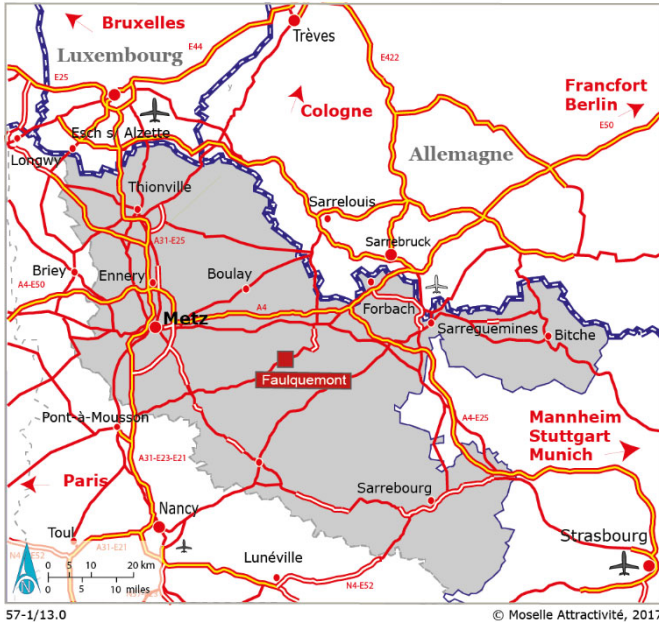 Bruxelles
Luxembourg
E44
Trèves
E422
E25
Cologne
Francfort
Berlin
E50
Esch s/ Alzette
Longwy
Allemagne
Thionville
Sarrelouis
A31-E25
Sarrebruck
Briey
Ennery
Boulay
A4-E50
A4
Forbach
Metz
Sarreguemines
Bitche
Faulquemont
Pont-à-Mousson
A4-E25
Mannheim
Stuttgart
Munich
A31-E23-E21
Paris
Sarrebourg
Nancy
Toul
A31-E21
Strasbourg
Lunéville
N4-E52
N
0 10 20 km
0 5 10 miles
57-1/13.0
© Moselle Attractivité, 2017